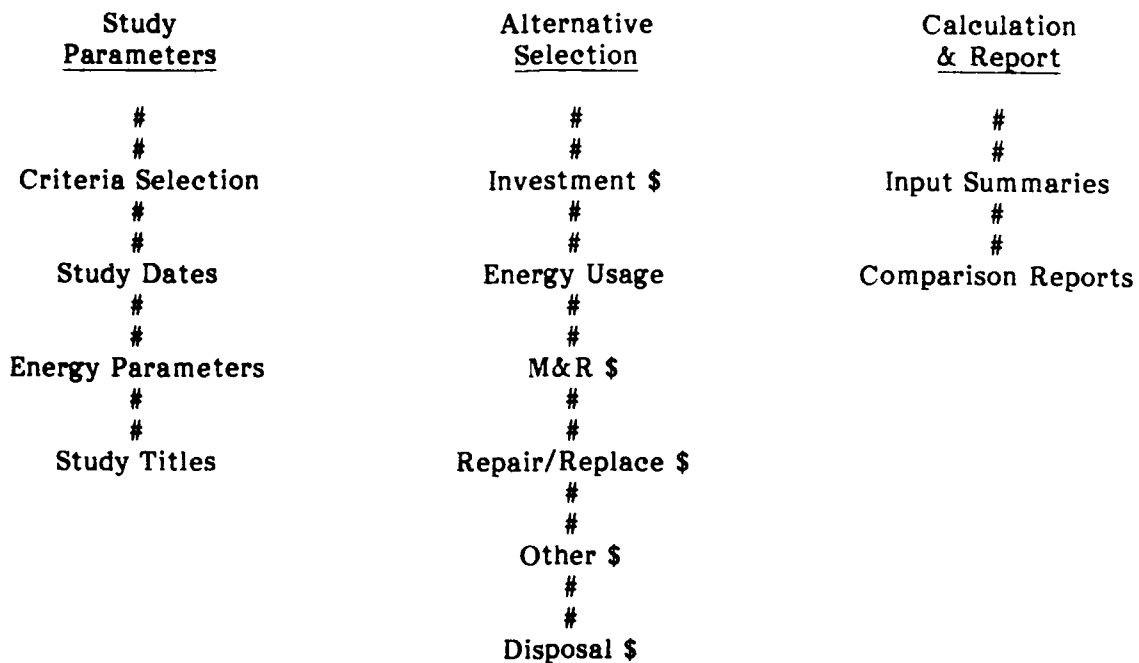 Study Parameters
#
#
Criteria Selection
#
#
Study Dates
#
#
Energy Parameters
#
#
Study Titles
Alternative Selection
#
#
Investment $
#
#
Energy Usage
#
#
M&R $
#
#
Repair/Replace $
#
#
Other $
#
#
Disposal $
Calculation & Report
#
#
Input Summaries
#
#
Comparison Reports